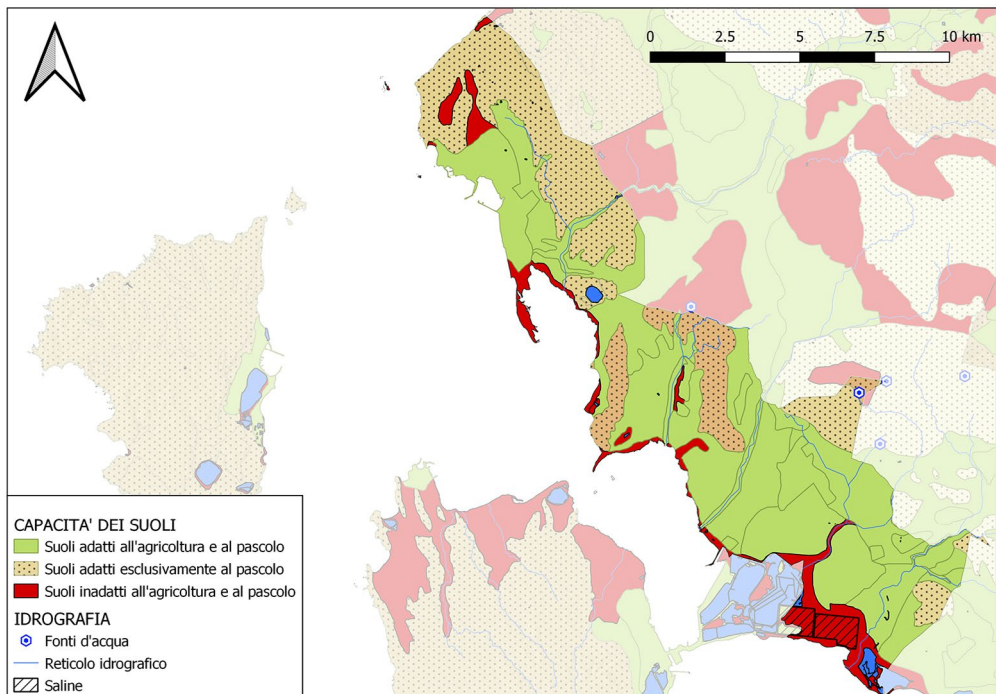 0 2.5 5 7.5 10 km
CAPACITA' DEI SUOLI
Suoli adatti all'agricoltura e al pascolo
Suoli adatti esclusivamente al pascolo
Suoli inadatti all'agricoltura e al pascolo
IDROGRAFIA
Fonti d'acqua
Reticolo idrografico
Saline